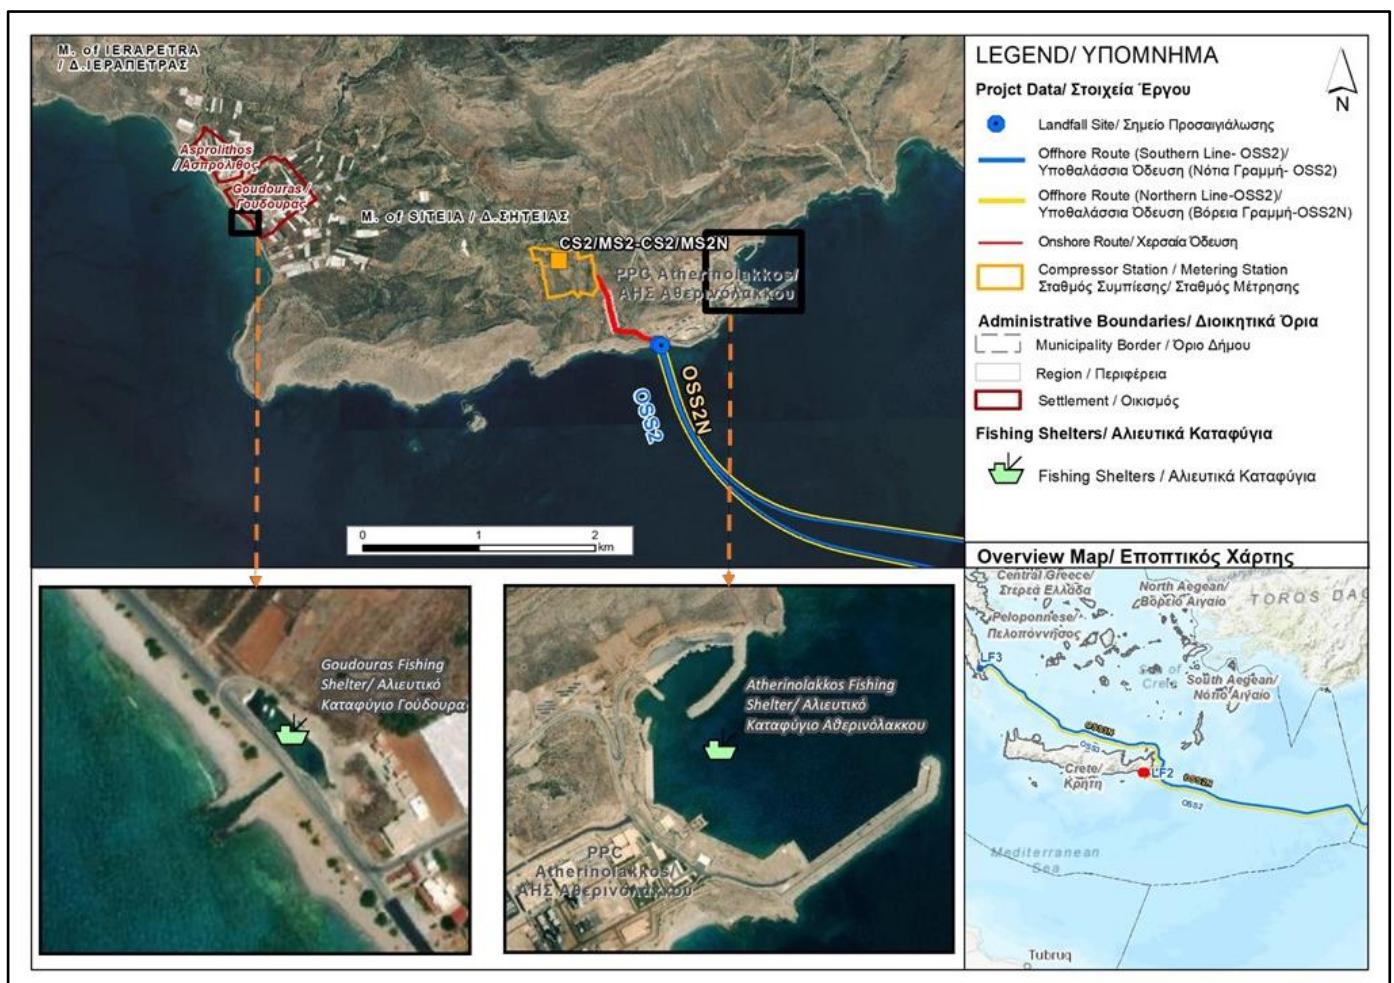 M. of IERAPETRA
/ Δ.ΙΕΡΑΠΕΤΡΑΣ
Asprolithos
/ Ασπρόλιθος
Goudouras /
Γούδουρας
M. of SITEIA / Δ.ΣΗΤΕΙΑΣ
CS2/MS2-CS2/MS2N
PPC Atherinolakkos/
ΑΗΣ Αθερινόλακκου
OSS2
OSS2N
0 1 2
km
LEGEND/ ΥΠΟΜΝΗΜΑ
N
Projct Data/ Στοιχεία Έργου
Landfall Site/ Σημείο Προσαιγιάλωσης
Offhore Route (Southern Line- OSS2)/
Υποθαλάσσια Όδευση (Νότια Γραμμή- OSS2)
Offhore Route (Northern Line-OSS2)/
Υποθαλάσσια Όδευση (Βόρεια Γραμμή-OSS2N)
Onshore Route/ Χερσαία Όδευση
Compressor Station / Metering Station
Σταθμός Συμπίεσης/ Σταθμός Μέτρησης
Administrative Boundaries/ Διοικητικά Όρια
Municipality Border / Όριο Δήμου
Region / Περιφέρεια
Settlement / Οικισμός
Fishing Shelters/ Αλιευτικά Καταφύγια
Fishing Shelters / Αλιευτικά Καταφύγια
Goudouras Fishing
Shelter/ Αλιευτικό
Καταφύγιο Γούδουρα
Atherinolakkos Fishing
Shelter/ Αλιευτικό
Καταφύγιο Αθερινόλακκου
PPC
Atherinolakkos/
ΑΗΣ Αθερινόλακκου
Overview Map/ Εποπτικός Χάρτης
Central Greece/
Στερεά Ελλάδα
North Aegean/
Βόρειο Αιγαίο
TOROS DAG
Peloponnese/
Πελοπόννησος
LF3
Sea of
Crete
South Aegean/
Νότιο Αιγαίο
OSS3N
OSS3
Crete/
Κρήτη
LF2
OSS2N
OSS2
Mediterranean
Sea
Tubruq